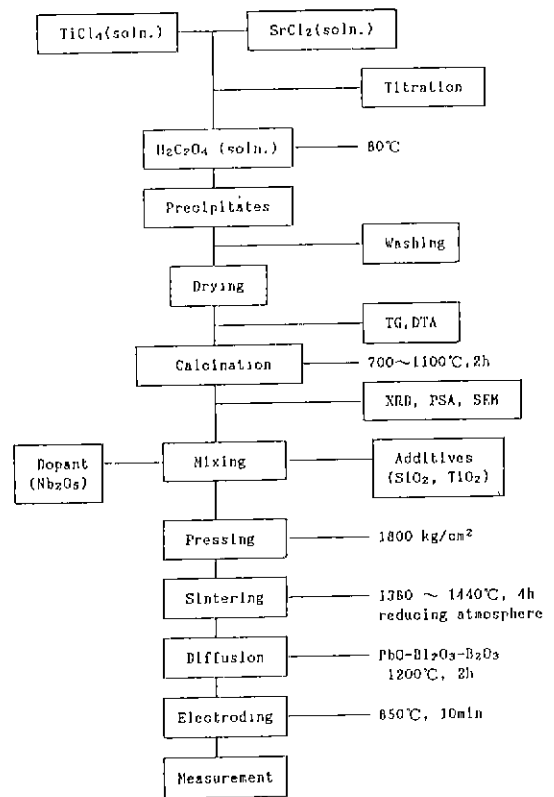 TiCl₄(soln.)
SrCl₂(soln.)
Titration
H₂C₂O₄ (soln.)
80℃
Precipitates
Washing
Drying
TG,DTA
Calcination
700~1100℃,2h
XRD, PSA, SEM
Dopant
(Nb₂O₅)
Mixing
Additives
(SiO₂, TiO₂)
Pressing
1800 kg/cm²
Sintering
1360 ~ 1440℃, 4h
reducing atmosphere
Diffusion
PbO-Bi₂O₃-B₂O₃
1200℃, 2h
Electroding
850℃, 10min
Measurement